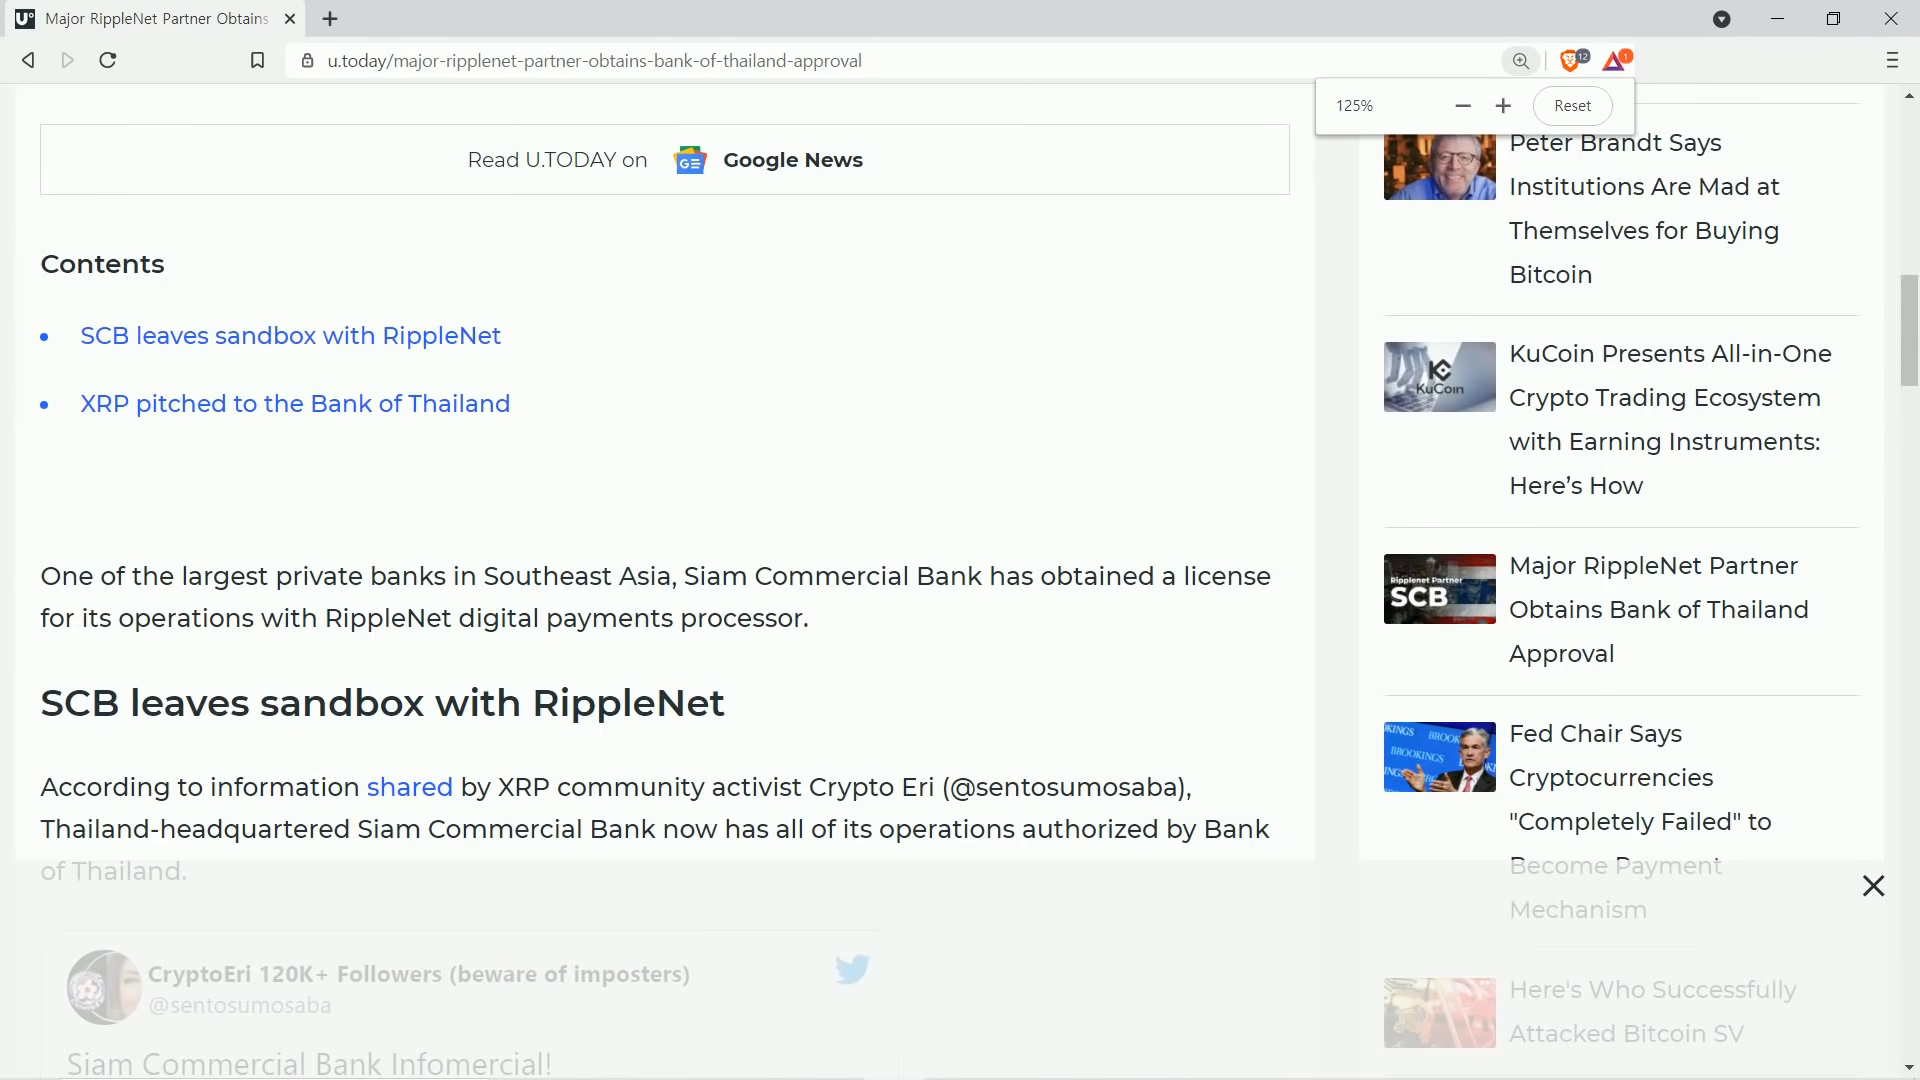 Major RippleNet Partner Obtains
u.today/major-ripplenet-partner-obtains-bank-of-thailand-approval
12
1
125%
Reset
Read U.TODAY on Google News
Contents
SCB leaves sandbox with RippleNet
XRP pitched to the Bank of Thailand
One of the largest private banks in Southeast Asia, Siam Commercial Bank has obtained a license
for its operations with RippleNet digital payments processor.
SCB leaves sandbox with RippleNet
According to information shared by XRP community activist Crypto Eri (@sentosumosaba),
Thailand-headquartered Siam Commercial Bank now has all of its operations authorized by Bank
of Thailand.
CryptoEri 120K+ Followers (beware of imposters)
@sentosumosaba
Siam Commercial Bank Infomercial!
Peter Brandt Says
Institutions Are Mad at
Themselves for Buying
Bitcoin
KuCoin
KuCoin Presents All-in-One
Crypto Trading Ecosystem
with Earning Instruments:
Here’s How
Ripplenet Partner
SCB
Major RippleNet Partner
Obtains Bank of Thailand
Approval
BROOKINGS
Fed Chair Says
Cryptocurrencies
"Completely Failed" to
Become Payment
Mechanism
Here's Who Successfully
Attacked Bitcoin SV